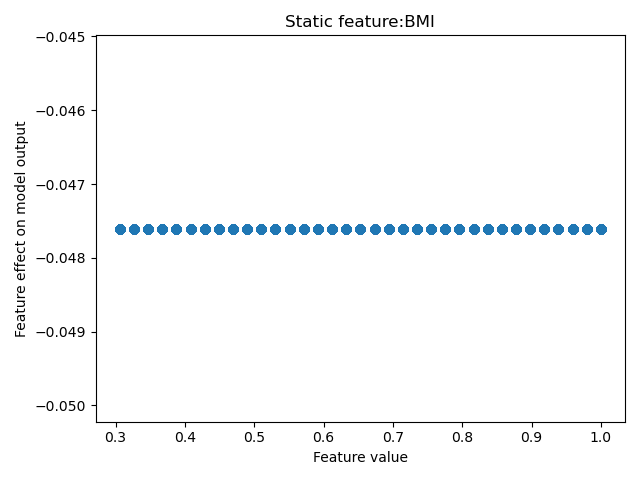 Static feature:BMI
Feature effect on model output
−0.045
−0.046
−0.047
−0.048
−0.049
−0.050
0.3 0.4 0.5 0.6 0.7 0.8 0.9 1.0
Feature value